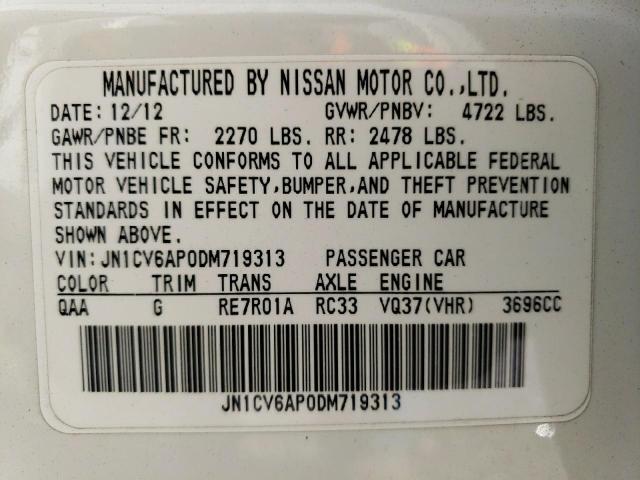 MANUFACTURED BY NISSAN MOTOR CO.,LTD.
DATE: 12/12 GVWR/PNBV: 4722 LBS.
GAWR/PNBE FR: 2270 LBS. RR: 2478 LBS.
THIS VEHICLE CONFORMS TO ALL APPLICABLE FEDERAL
MOTOR VEHICLE SAFETY,BUMPER,AND THEFT PREVENTION
STANDARDS IN EFFECT ON THE DATE OF MANUFACTURE
SHOWN ABOVE.
VIN:JN1CV6AP0DM719313 PASSENGER CAR
COLOR TRIM TRANS AXLE ENGINE
QAA G RE7R01A RC33 VQ37(VHR) 3696CC
JN1CV6AP0DM719313